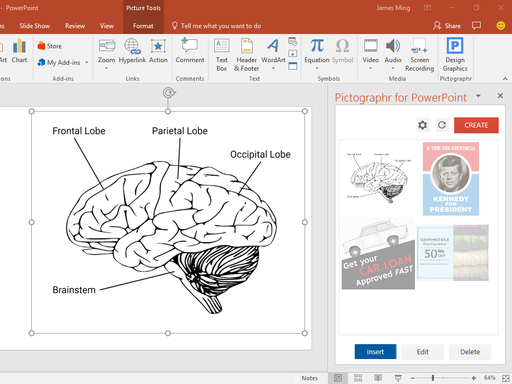 - PowerPoint
Picture Tools
James Ming
Slide Show
Review
View
Format
Tell me what you want to do
Share
Store
My Add-ins
Chart
Add-ins
Zoom
Hyperlink
Action
Links
Comment
Comments
Text Box
Header & Footer
WordArt
Text
Equation
Symbol
Symbols
Video
Audio
Screen Recording
Media
Design Graphics
Pictographr
Pictographr for PowerPoint
CREATE
Frontal Lobe
Parietal Lobe
Occipital Lobe
Brainstem
A TIME FOR GREATNESS
KENNEDY
FOR
PRESIDENT
Get your
CAR LOAN
Approved FAST
50%
OFF
Insert
Edit
Delete
Notes
64%